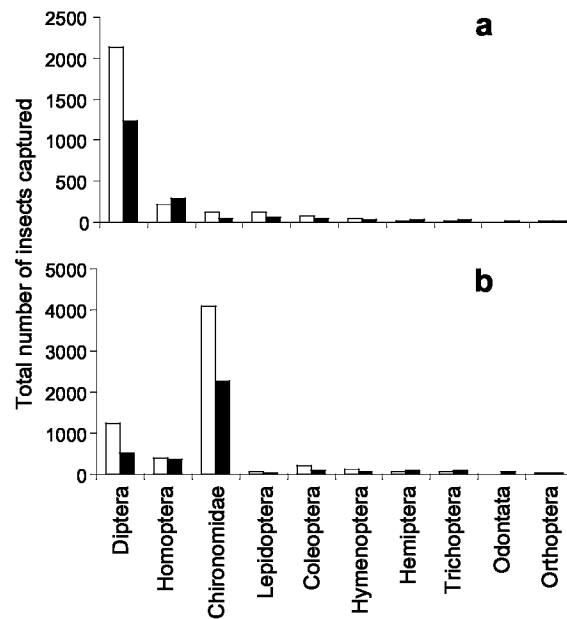 a
Total number of insects captured
2500
2000
1500
1000
500
0
b
5000
4000
3000
2000
1000
0
Diptera
Homoptera
Chironomidae
Lepidoptera
Coleoptera
Hymenoptera
Hemiptera
Trichoptera
Odontata
Orthoptera